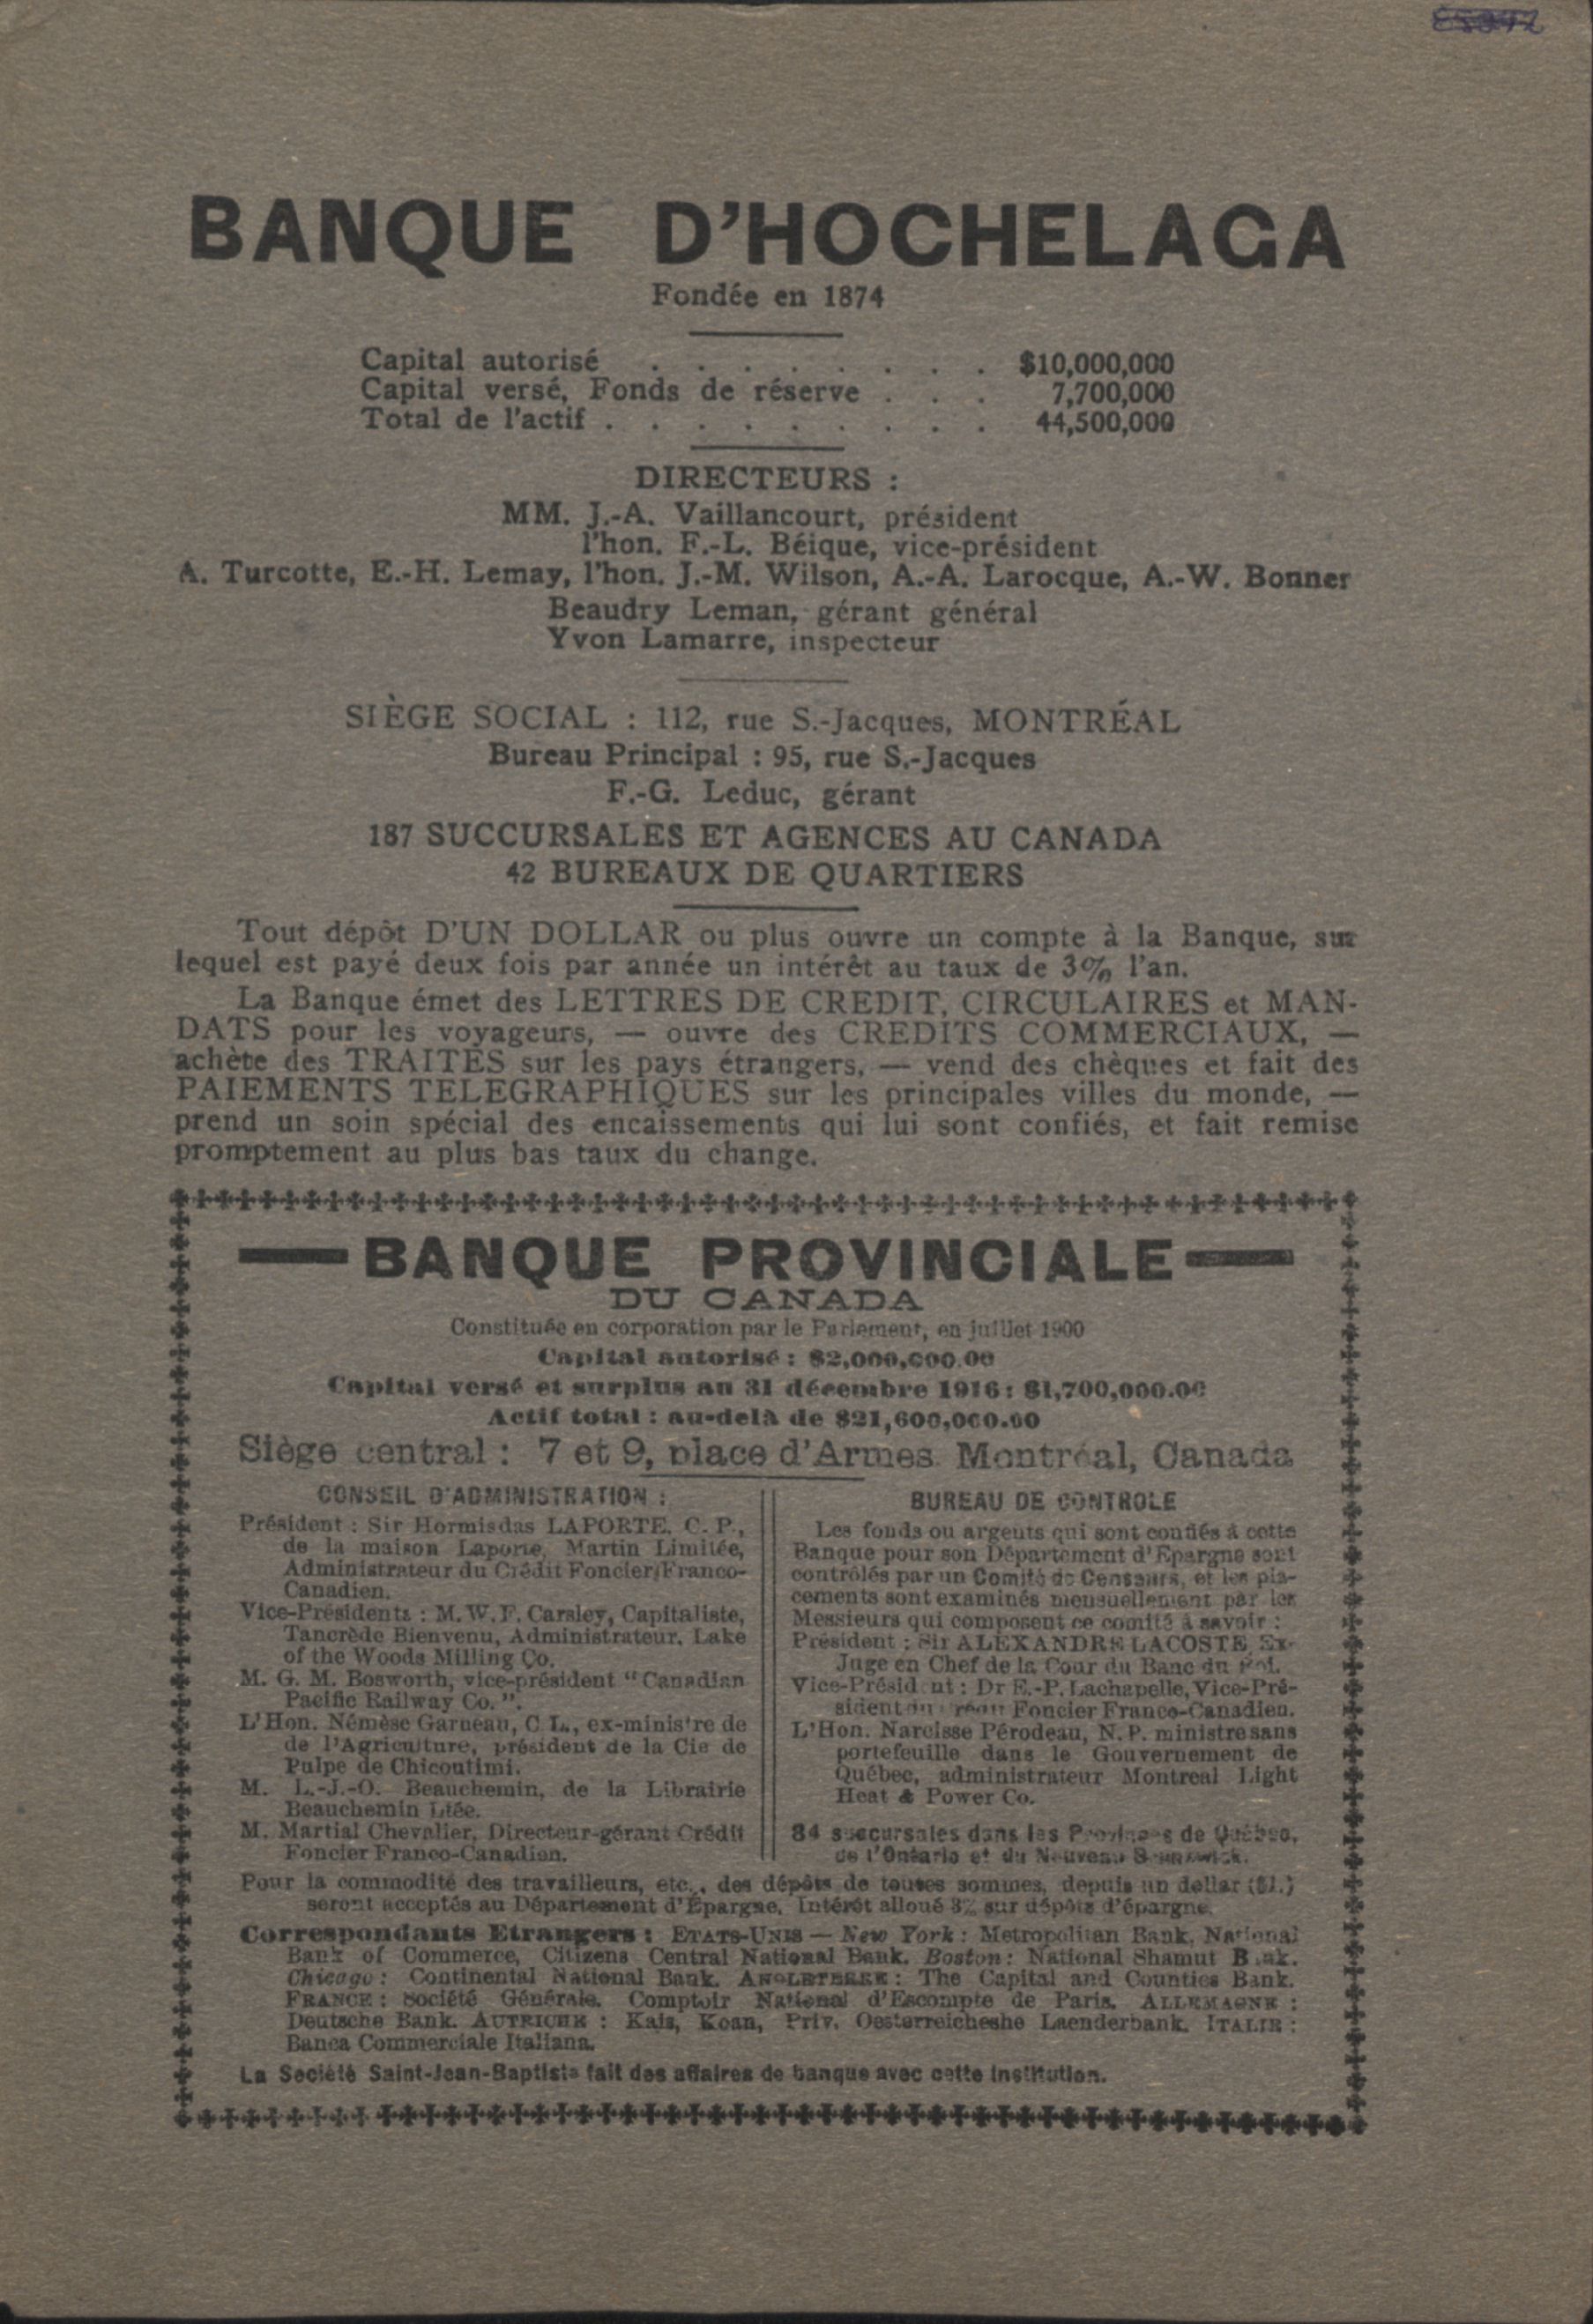 BANQUE D'HOCHELAGA
Fondée en 1874
Capital autorisé . . . . . . . . $10,000,000
Capital versé, Fonds de réserve . . . 7,700,000
Total de l'actif . . . . . . . . . 44,500,000
DIRECTEURS :
MM. J.-A. Vaillancourt, président
l'hon. F.-L. Béique, vice-président
A. Turcotte, E.-H. Lemay, l'hon. J.-M. Wilson, A.-A. Larocque, A.-W. Bonner
Beaudry Leman, gérant général
Yvon Lamarre, inspecteur
SIÈGE SOCIAL : 112, rue S.-Jacques, MONTRÉAL
Bureau Principal : 95, rue S.-Jacques
F.-G. Leduc, gérant
187 SUCCURSALES ET AGENCES AU CANADA
42 BUREAUX DE QUARTIERS
Tout dépôt D'UN DOLLAR ou plus ouvre un compte à la Banque, sur
lequel est payé deux fois par année un intérêt au taux de 3% l'an.
La Banque émet des LETTRES DE CREDIT, CIRCULAIRES et MAN-
DATS pour les voyageurs, — ouvre des CREDITS COMMERCIAUX, —
achète des TRAITES sur les pays étrangers, — vend des chèques et fait des
PAIEMENTS TELEGRAPHIQUES sur les principales villes du monde, —
prend un soin spécial des encaissements qui lui sont confiés, et fait remise
promptement au plus bas taux du change.
BANQUE PROVINCIALE
DU CANADA
Constituée en corporation par le Parlement, en juillet 1900
Capital autorisé : $2,000,000.00
Capital versé et surplus au 31 décembre 1916 : $1,700,000.00
Actif total : au-delà de $21,600,000.00
Siège central : 7 et 9, place d'Armes Montréal, Canada
CONSEIL D'ADMINISTRATION :
Président : Sir Hormisdas LAPORTE, C. P.,
de la maison Laporte, Martin Limitée,
Administrateur du Crédit Foncier Franco-
Canadien.
Vice-Présidents : M. W. F. Carsley, Capitaliste,
Tancrède Bienvenu, Administrateur, Lake
of the Woods Milling Co.
M. G. M. Bosworth, vice-président "Canadian
Pacific Railway Co.".
L'Hon. Némèse Garneau, C. L., ex-ministre de
de l'Agriculture, président de la Cie de
Pulpe de Chicoutimi.
M. L.-J.-O. Beauchemin, de la Librairie
Beauchemin Ltée.
M. Martial Chevalier, Directeur-gérant Crédit
Foncier Franco-Canadien.
BUREAU DE CONTROLE
Les fonds ou argents qui sont confiés à cette
Banque pour son Département d'Epargne sont
contrôlés par un Comité de Censeurs, et les pla-
cements sont examinés mensuellement par les
Messieurs qui composent ce comité à savoir :
Président : Sir ALEXANDRE LACOSTE, Ex-
Juge en Chef de la Cour du Banc du Roi.
Vice-Président : Dr E.-P. Lachapelle, Vice-Pré-
sident Foncier Franco-Canadien.
L'Hon. Narcisse Pérodeau, N. P. ministre sans
portefeuille dans le Gouvernement de
Québec, administrateur Montreal Light
Heat & Power Co.
84 succursales dans les Provinces de Québec,
de l'Ontario et du Nouveau Brunswick.
Pour la commodité des travailleurs, etc., des dépôts de toutes sommes, depuis un dollar ($1.)
seront acceptés au Département d'Épargne, Intérêt alloué 3% sur dépôts d'épargne.
Correspondants Etrangers : ETATS-UNIS — New York : Metropolitan Bank, National
Bank of Commerce, Citizens Central National Bank. Boston : National Shamut Bank.
Chicago : Continental National Bank. ANGLETERRE : The Capital and Counties Bank.
FRANCE : Société Générale. Comptoir National d'Escompte de Paris. ALLEMAGNE :
Deutsche Bank. AUTRICHE : Kais, Koan, Priv. Oesterreicheshe Laenderbank. ITALIE :
Banca Commerciale Italiana.
La Société Saint-Jean-Baptiste fait des affaires de banque avec cette institution.